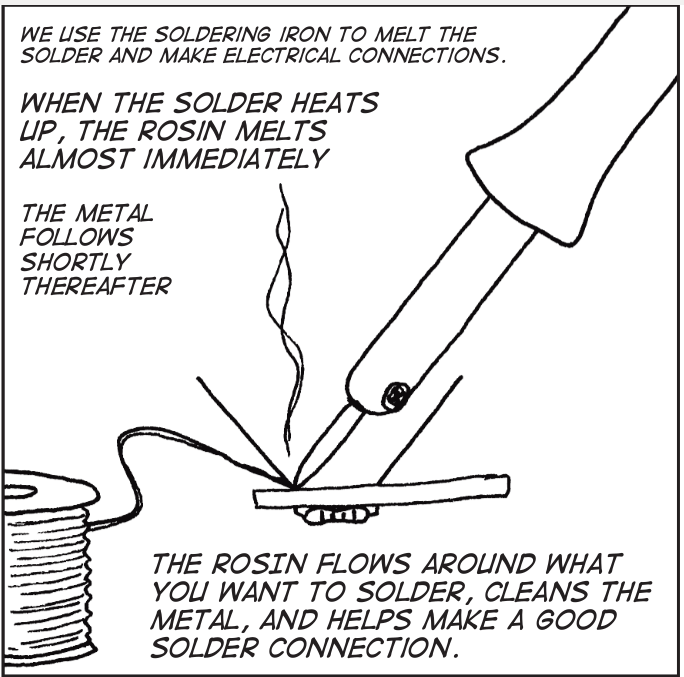 WE USE THE SOLDERING IRON TO MELT THE
SOLDER AND MAKE ELECTRICAL CONNECTIONS.
WHEN THE SOLDER HEATS
UP, THE ROSIN MELTS
ALMOST IMMEDIATELY
THE METAL
FOLLOWS
SHORTLY
THEREAFTER
THE ROSIN FLOWS AROUND WHAT
YOU WANT TO SOLDER, CLEANS THE
METAL, AND HELPS MAKE A GOOD
SOLDER CONNECTION.